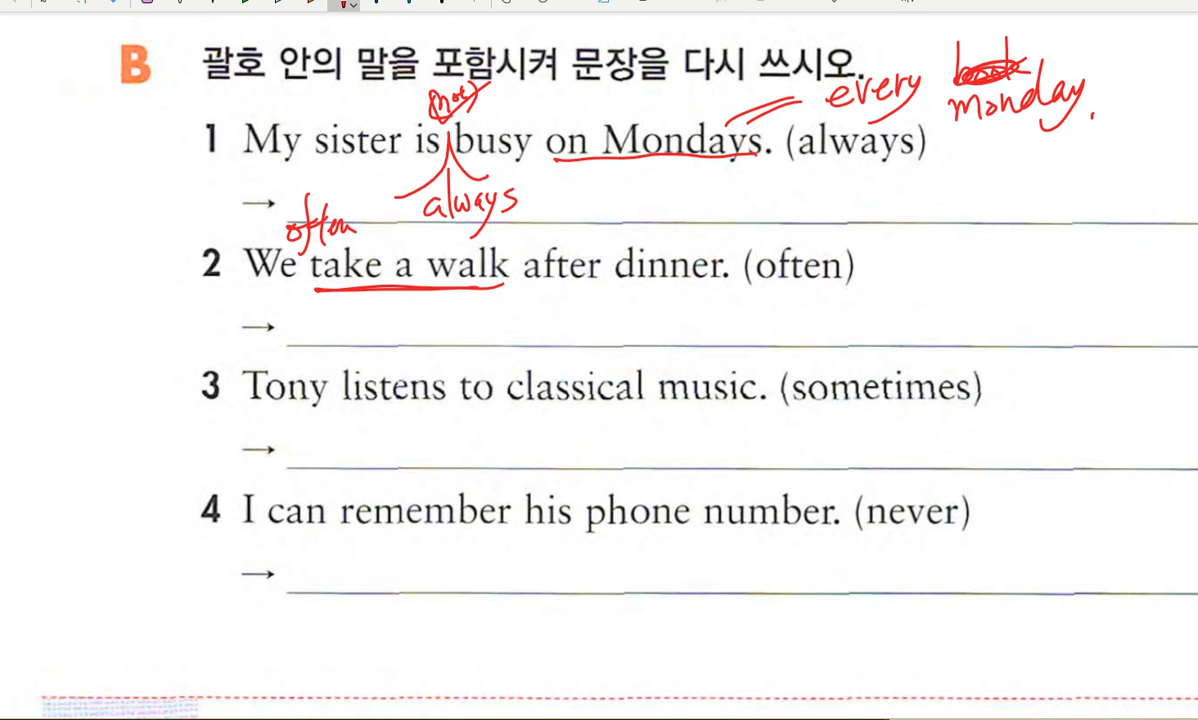 B 괄호 안의 말을 포함시켜 문장을 다시 쓰시오.
every
monday.
(not)
1 My sister is busy on Mondays. (always)
→ always
often
2 We take a walk after dinner. (often)
→
3 Tony listens to classical music. (sometimes)
→
4 I can remember his phone number. (never)
→